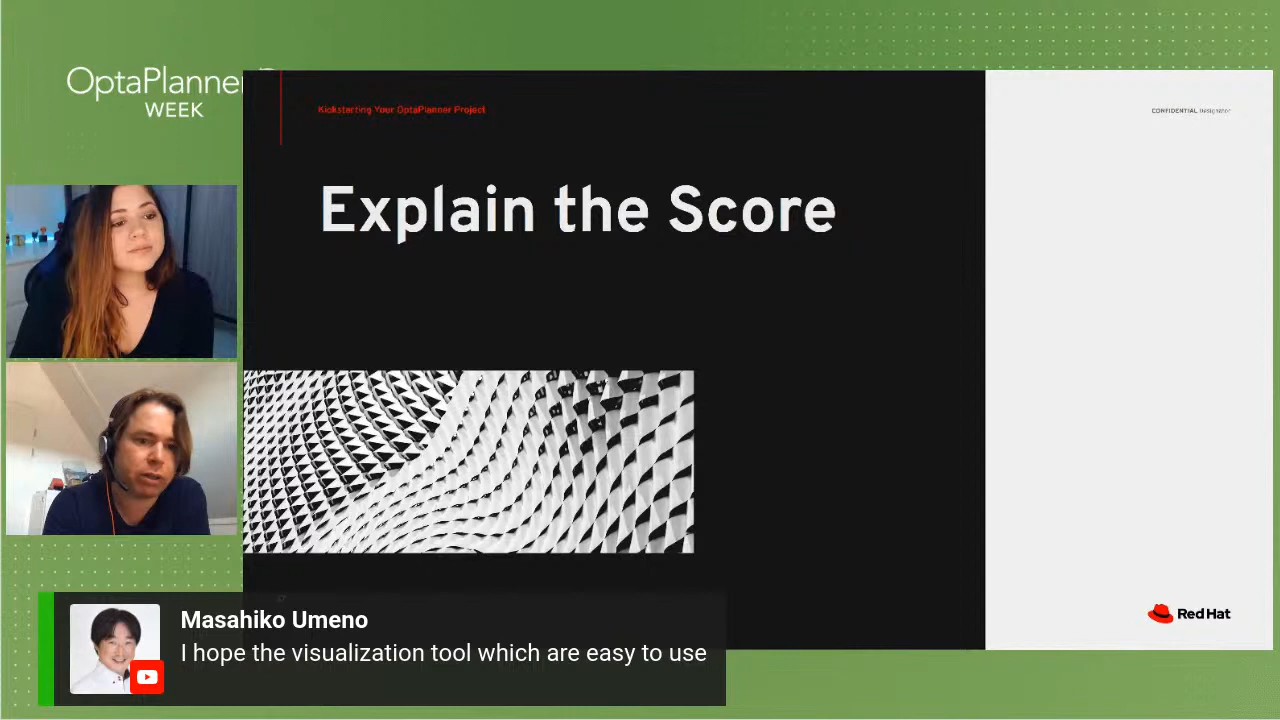 OptaPlanner
WEEK
Kickstarting Your OptaPlanner Project
CONFIDENTIAL Designator
Explain the Score
Red Hat
Masahiko Umeno
I hope the visualization tool which are easy to use